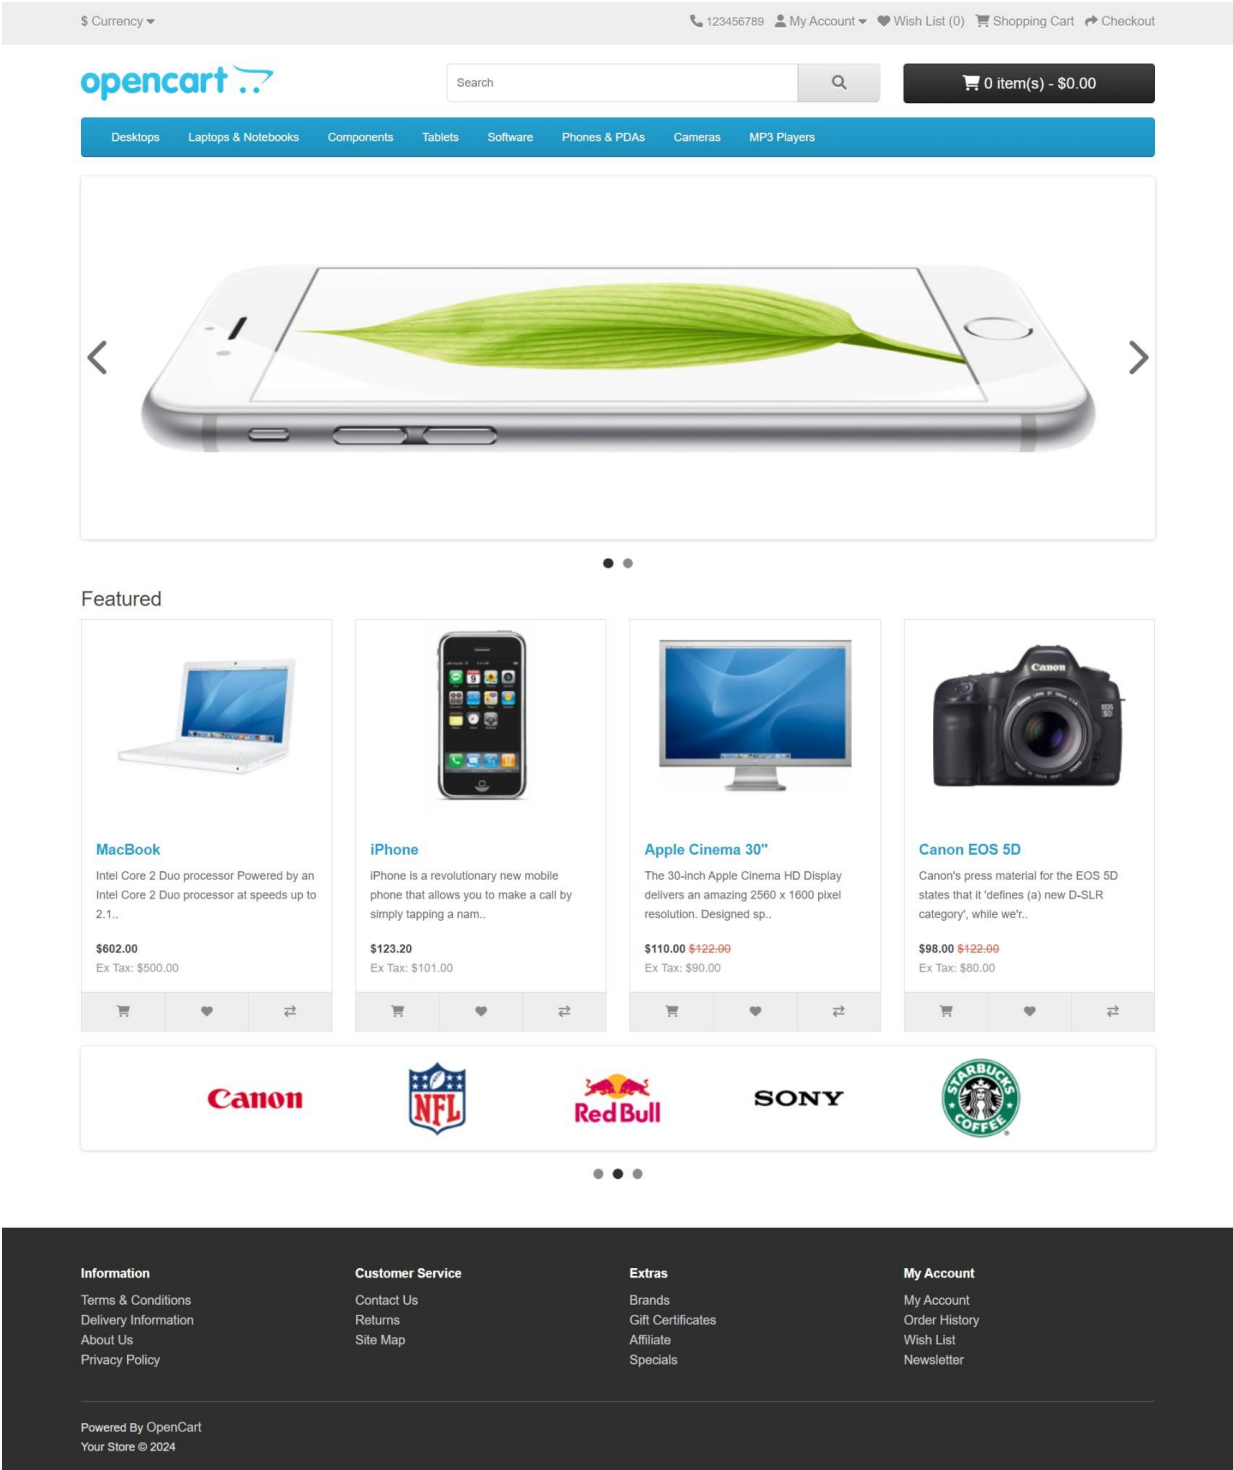 $ Currency
123456789 My Account Wish List (0) Shopping Cart Checkout
opencart
Search
0 item(s) - $0.00
Desktops Laptops & Notebooks Components Tablets Software Phones & PDAs Cameras MP3 Players
Featured
Canon
EOS
5D
MacBook
Intel Core 2 Duo processor Powered by an
Intel Core 2 Duo processor at speeds up to
2.1..
$602.00
Ex Tax: $500.00
iPhone
iPhone is a revolutionary new mobile
phone that allows you to make a call by
simply tapping a nam..
$123.20
Ex Tax: $101.00
Apple Cinema 30"
The 30-inch Apple Cinema HD Display
delivers an amazing 2560 x 1600 pixel
resolution. Designed sp..
$110.00 $122.00
Ex Tax: $90.00
Canon EOS 5D
Canon's press material for the EOS 5D
states that it 'defines (a) new D-SLR
category', while we'r..
$98.00 $122.00
Ex Tax: $80.00
Canon
NFL
Red Bull
SONY
STARBUCKS
COFFEE
Information
Terms & Conditions
Delivery Information
About Us
Privacy Policy
Customer Service
Contact Us
Returns
Site Map
Extras
Brands
Gift Certificates
Affiliate
Specials
My Account
My Account
Order History
Wish List
Newsletter
Powered By OpenCart
Your Store © 2024